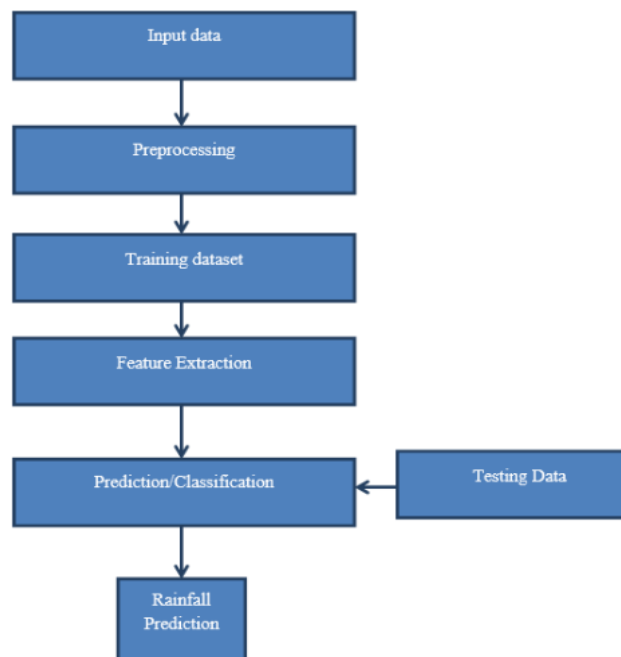 Input data
Preprocessing
Training dataset
Feature Extraction
Prediction/Classification
Testing Data
Rainfall
Prediction